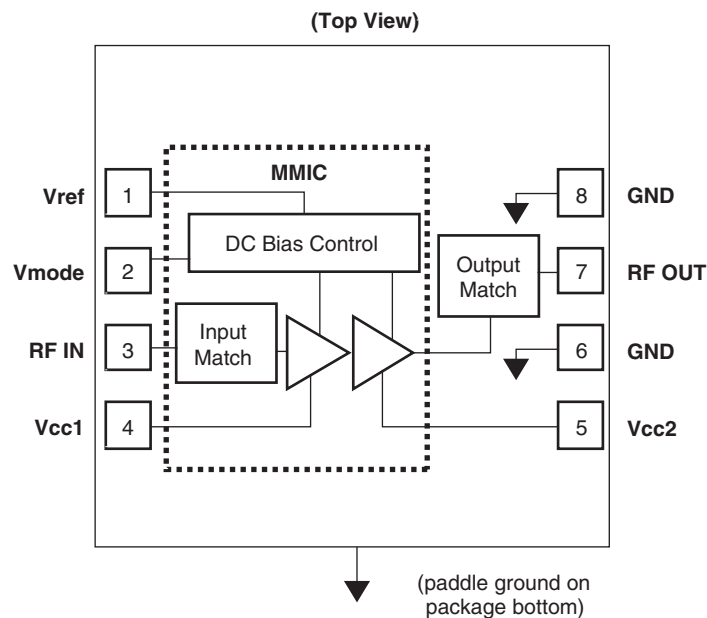 (Top View)
MMIC
Vref 1
8 GND
DC Bias Control
Vmode 2
Output
Match
7 RF OUT
Input
Match
RF IN 3
6 GND
Vcc1 4
5 Vcc2
(paddle ground on
package bottom)